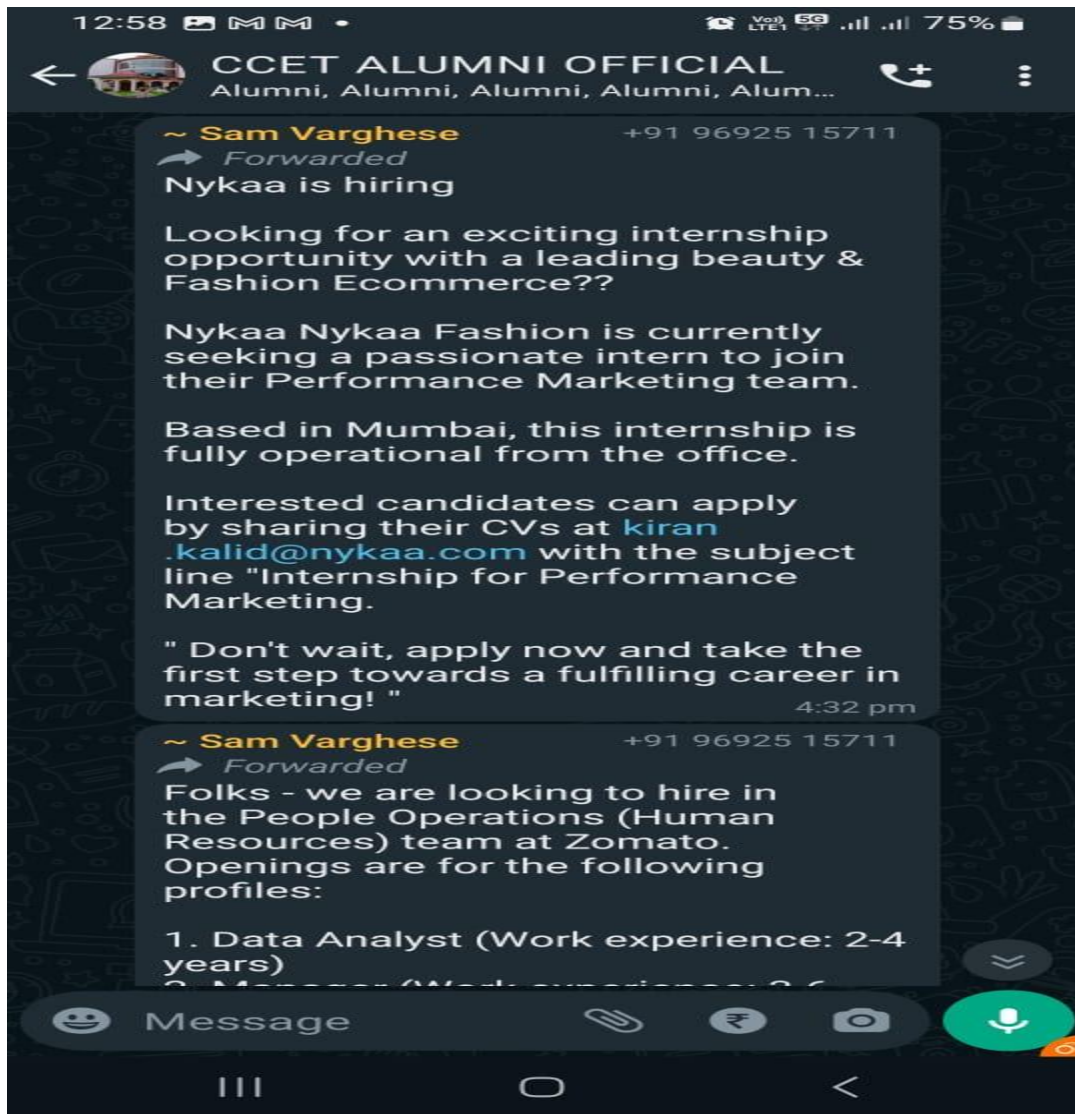 12:58
Voi) LTE1 5G 75%
CCET ALUMNI OFFICIAL
Alumni, Alumni, Alumni, Alumni, Alum...
~ Sam Varghese +91 96925 15711
Forwarded
Nykaa is hiring
Looking for an exciting internship
opportunity with a leading beauty &
Fashion Ecommerce??
Nykaa Nykaa Fashion is currently
seeking a passionate intern to join
their Performance Marketing team.
Based in Mumbai, this internship is
fully operational from the office.
Interested candidates can apply
by sharing their CVs at kiran
.kalid@nykaa.com with the subject
line "Internship for Performance
Marketing.
" Don't wait, apply now and take the
first step towards a fulfilling career in
marketing! "
4:32 pm
~ Sam Varghese +91 96925 15711
Forwarded
Folks - we are looking to hire in
the People Operations (Human
Resources) team at Zomato.
Openings are for the following
profiles:
1. Data Analyst (Work experience: 2-4
years)
Message